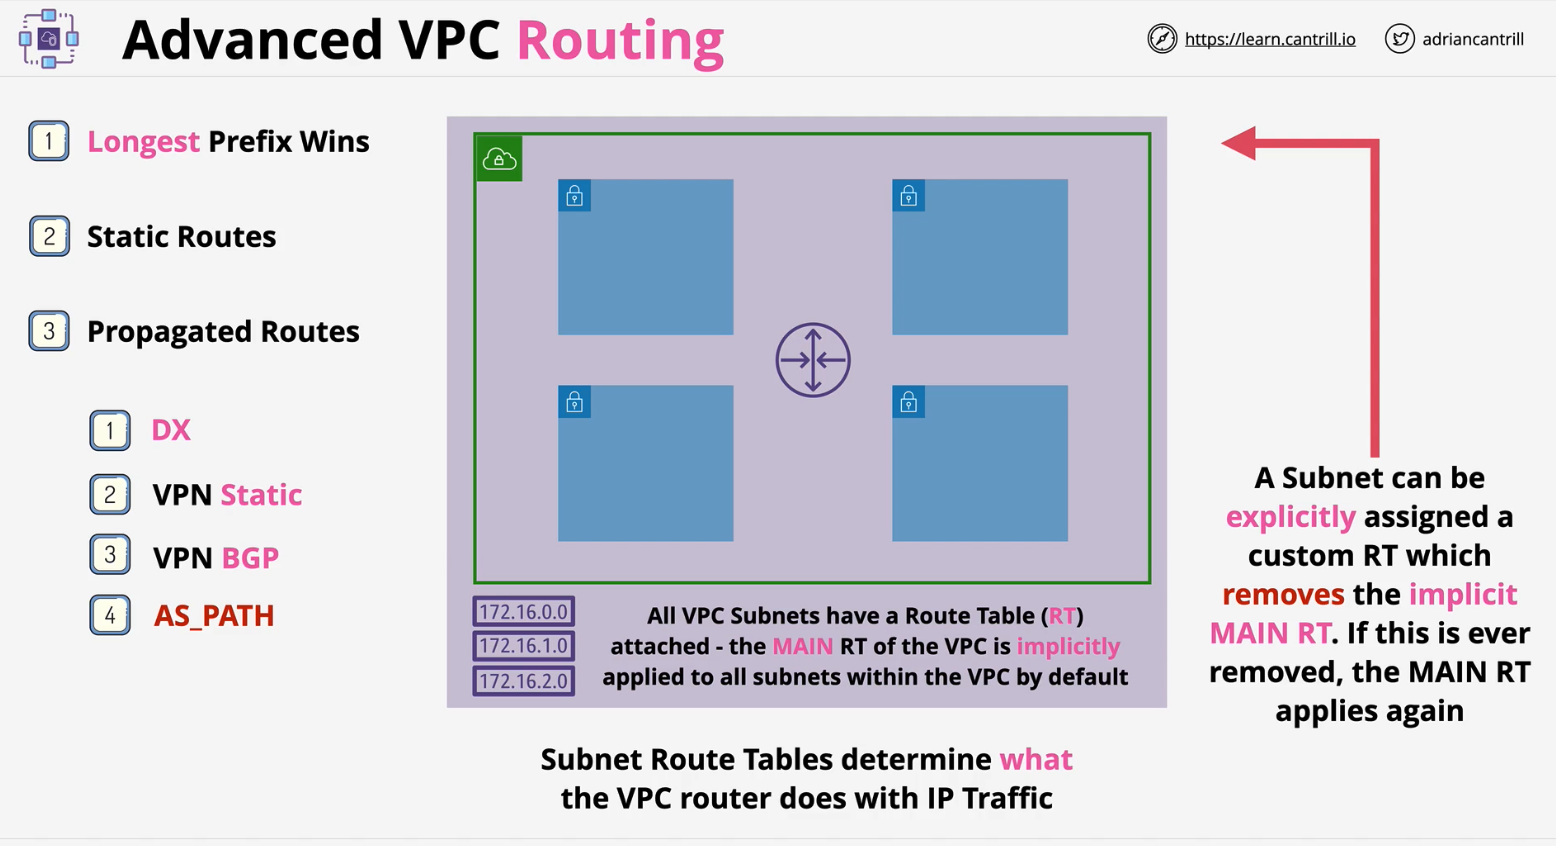 Advanced VPC Routing
https://learn.cantrill.io
adriancantrill
1 Longest Prefix Wins
2 Static Routes
3 Propagated Routes
1 DX
2 VPN Static
3 VPN BGP
4 AS_PATH
172.16.0.0
172.16.1.0
172.16.2.0
All VPC Subnets have a Route Table (RT)
attached - the MAIN RT of the VPC is implicitly
applied to all subnets within the VPC by default
Subnet Route Tables determine what
the VPC router does with IP Traffic
A Subnet can be
explicitly assigned a
custom RT which
removes the implicit
MAIN RT. If this is ever
removed, the MAIN RT
applies again